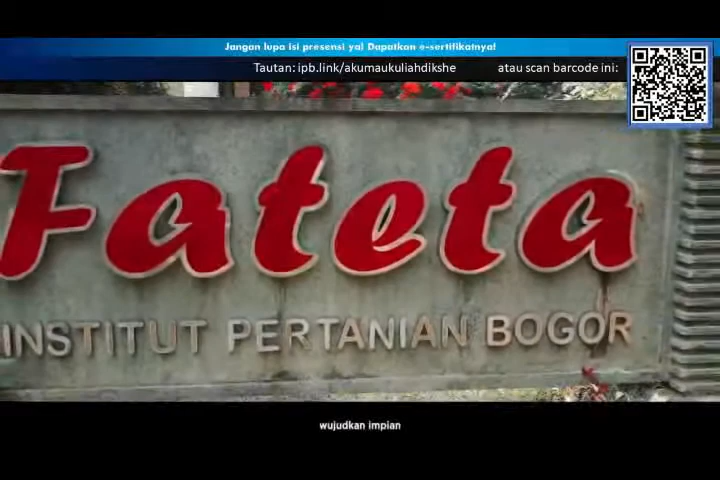 Jangan lupa isi presensi ya! Dapatkan e-sertifikatnya!
Tautan: ipb.link/akumaukuliahdikshe atau scan barcode ini:
Fateta
INSTITUT PERTANIAN BOGOR
wujudkan impian